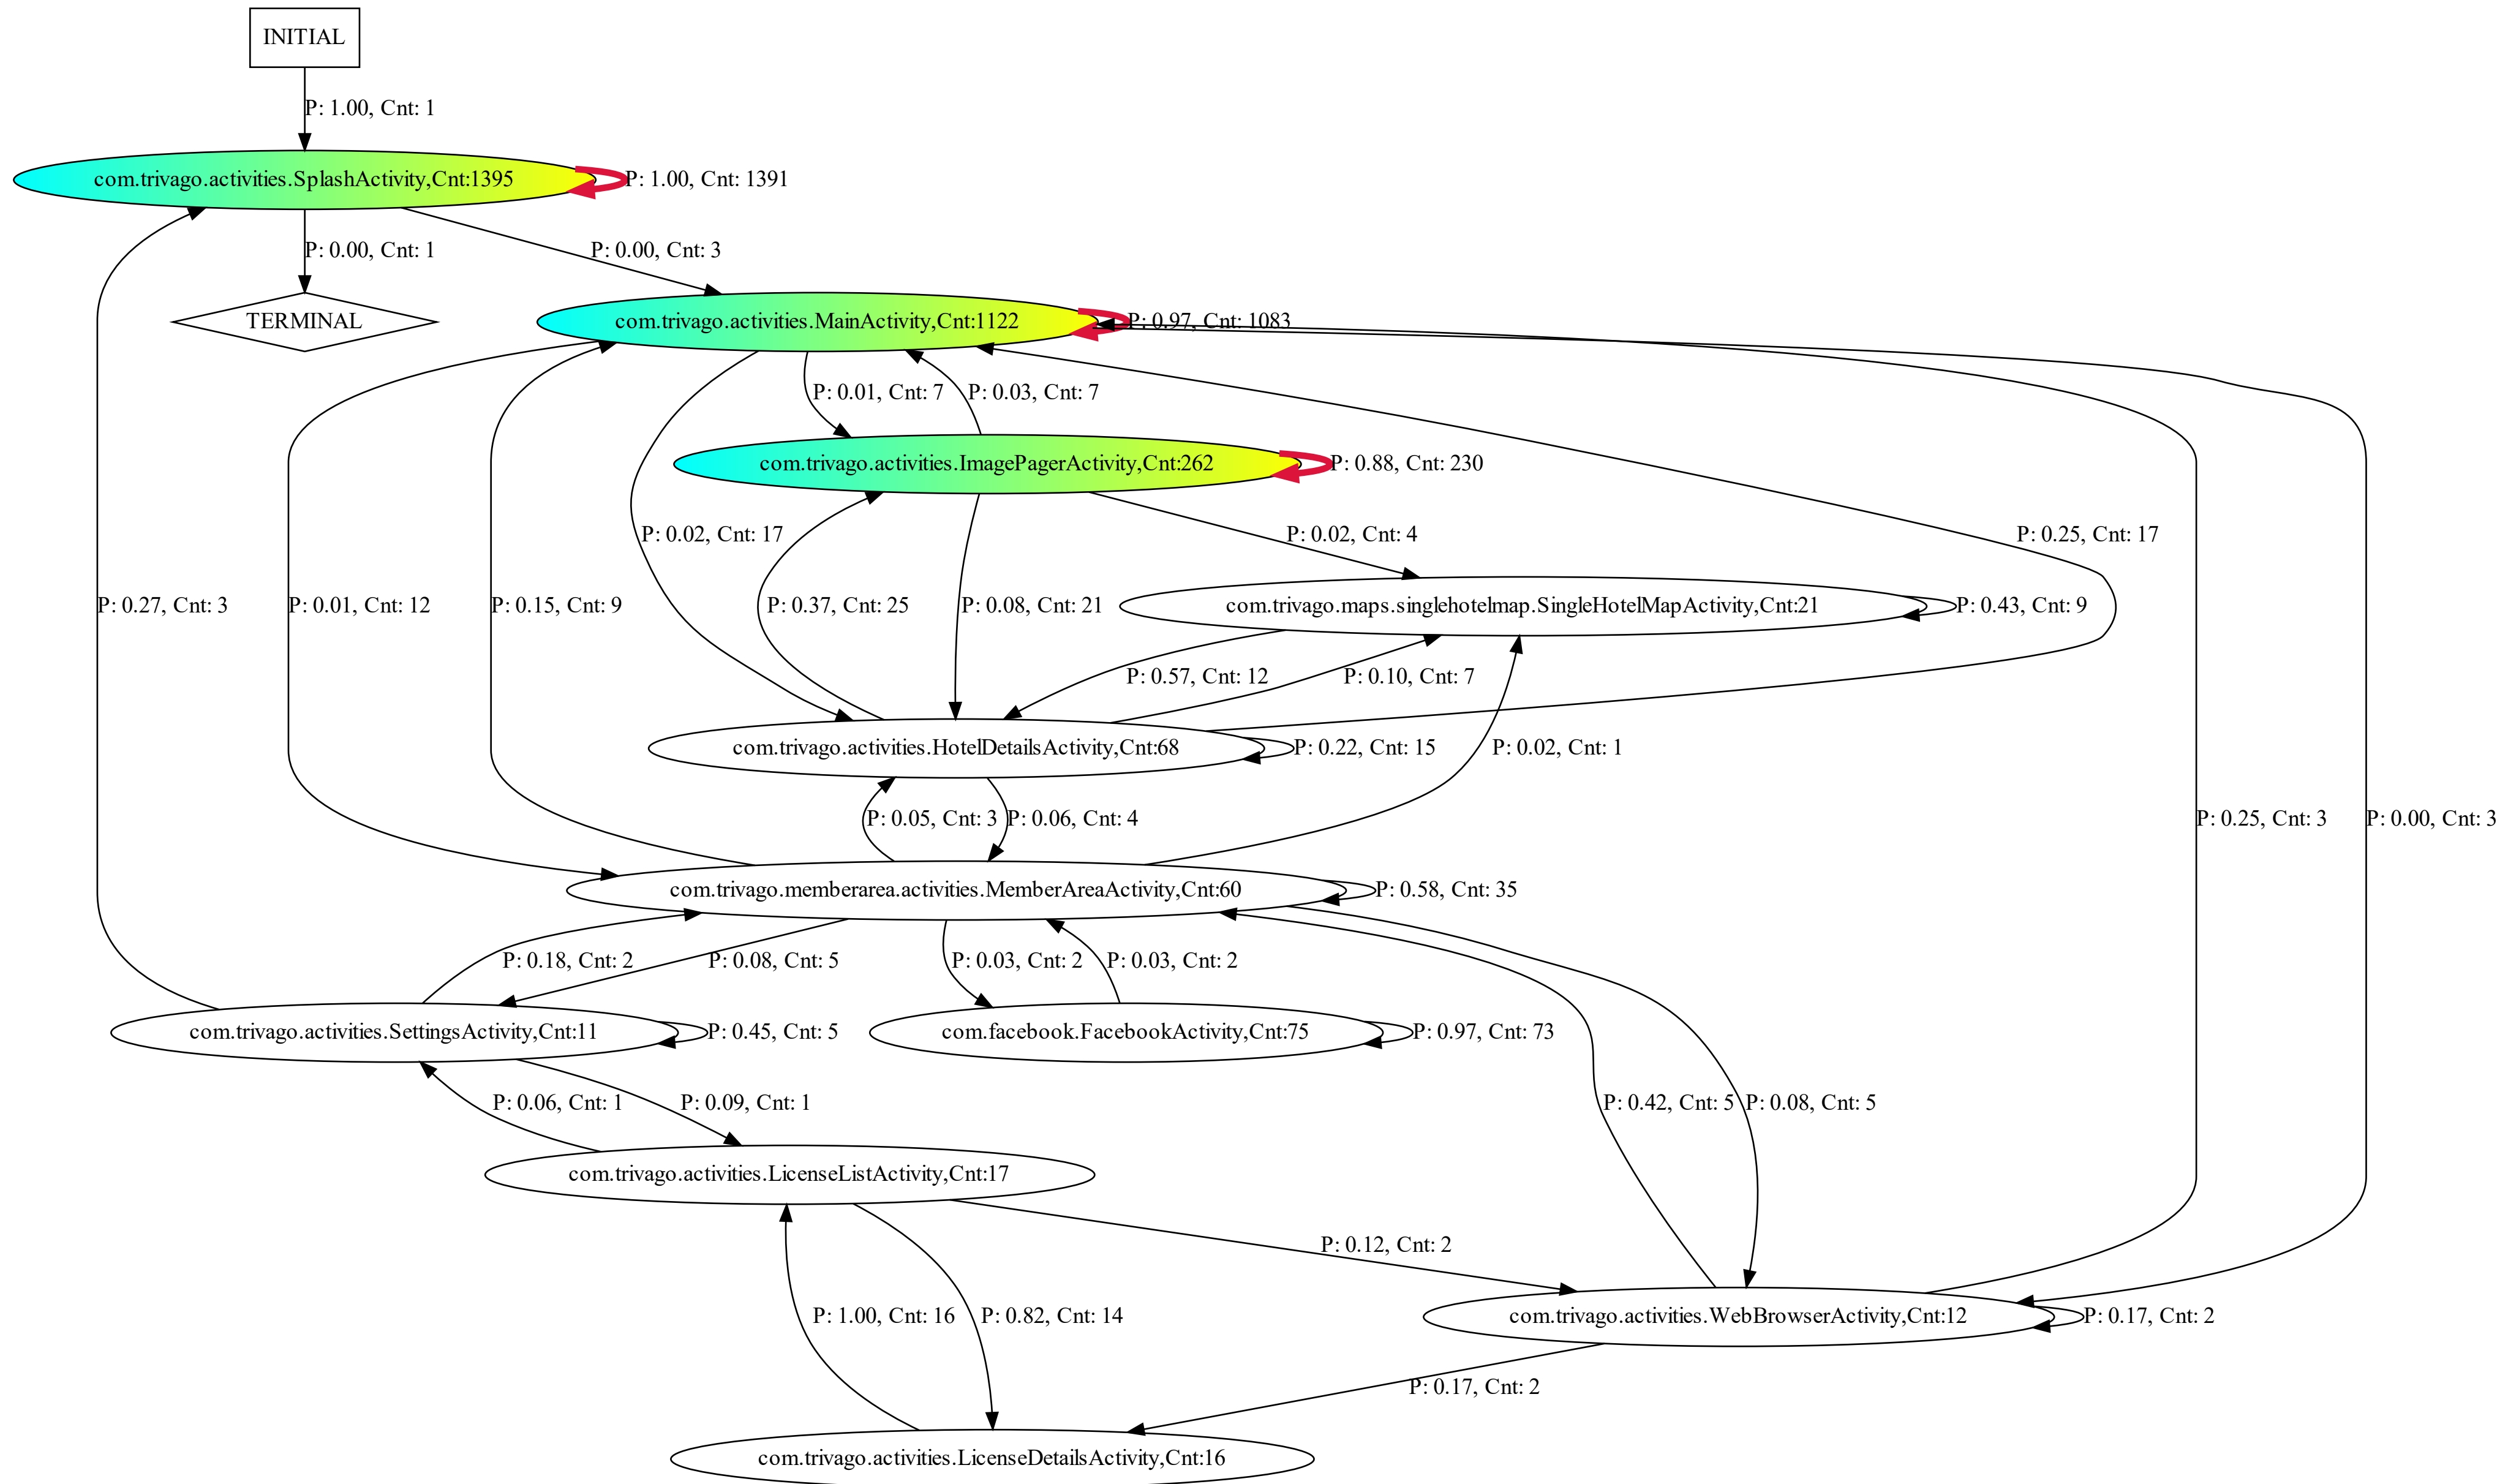 INITIAL
P: 1.00, Cnt: 1
com.trivago.activities.SplashActivity,Cnt:1395
P: 1.00, Cnt: 1391
P: 0.00, Cnt: 1
P: 0.00, Cnt: 3
TERMINAL
com.trivago.activities.MainActivity,Cnt:1122
P: 0.97, Cnt: 1083
P: 0.01, Cnt: 7
P: 0.03, Cnt: 7
com.trivago.activities.ImagePagerActivity,Cnt:262
P: 0.88, Cnt: 230
P: 0.02, Cnt: 17
P: 0.02, Cnt: 4
P: 0.25, Cnt: 17
P: 0.27, Cnt: 3
P: 0.01, Cnt: 12
P: 0.15, Cnt: 9
P: 0.37, Cnt: 25
P: 0.08, Cnt: 21
com.trivago.maps.singlehotelmap.SingleHotelMapActivity,Cnt:21
P: 0.43, Cnt: 9
P: 0.57, Cnt: 12
P: 0.10, Cnt: 7
com.trivago.activities.HotelDetailsActivity,Cnt:68
P: 0.22, Cnt: 15
P: 0.02, Cnt: 1
P: 0.05, Cnt: 3
P: 0.06, Cnt: 4
P: 0.25, Cnt: 3
P: 0.00, Cnt: 3
com.trivago.memberarea.activities.MemberAreaActivity,Cnt:60
P: 0.58, Cnt: 35
P: 0.18, Cnt: 2
P: 0.08, Cnt: 5
P: 0.03, Cnt: 2
P: 0.03, Cnt: 2
com.trivago.activities.SettingsActivity,Cnt:11
P: 0.45, Cnt: 5
com.facebook.FacebookActivity,Cnt:75
P: 0.97, Cnt: 73
P: 0.06, Cnt: 1
P: 0.09, Cnt: 1
P: 0.42, Cnt: 5
P: 0.08, Cnt: 5
com.trivago.activities.LicenseListActivity,Cnt:17
P: 0.12, Cnt: 2
P: 1.00, Cnt: 16
P: 0.82, Cnt: 14
com.trivago.activities.WebBrowserActivity,Cnt:12
P: 0.17, Cnt: 2
P: 0.17, Cnt: 2
com.trivago.activities.LicenseDetailsActivity,Cnt:16